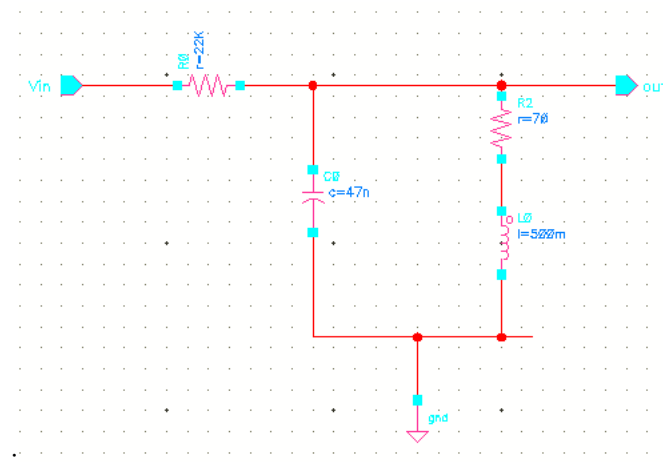 Vin
R0
r=22K
out
R2
r=70
C0
c=47n
L0
l=500m
gnd